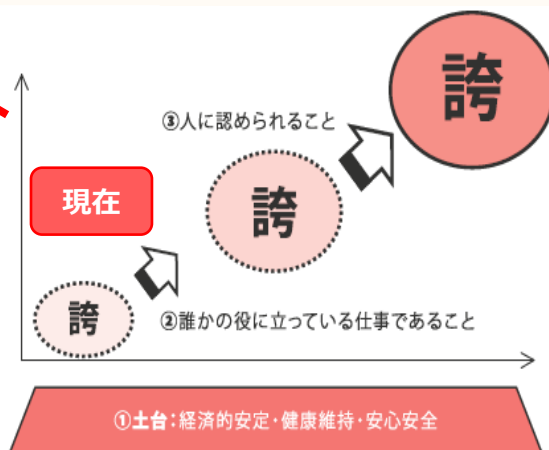 誇
③人に認められること
現在
誇
誇
②誰かの役に立っている仕事であること
①土台：経済的安定・健康維持・安心安全